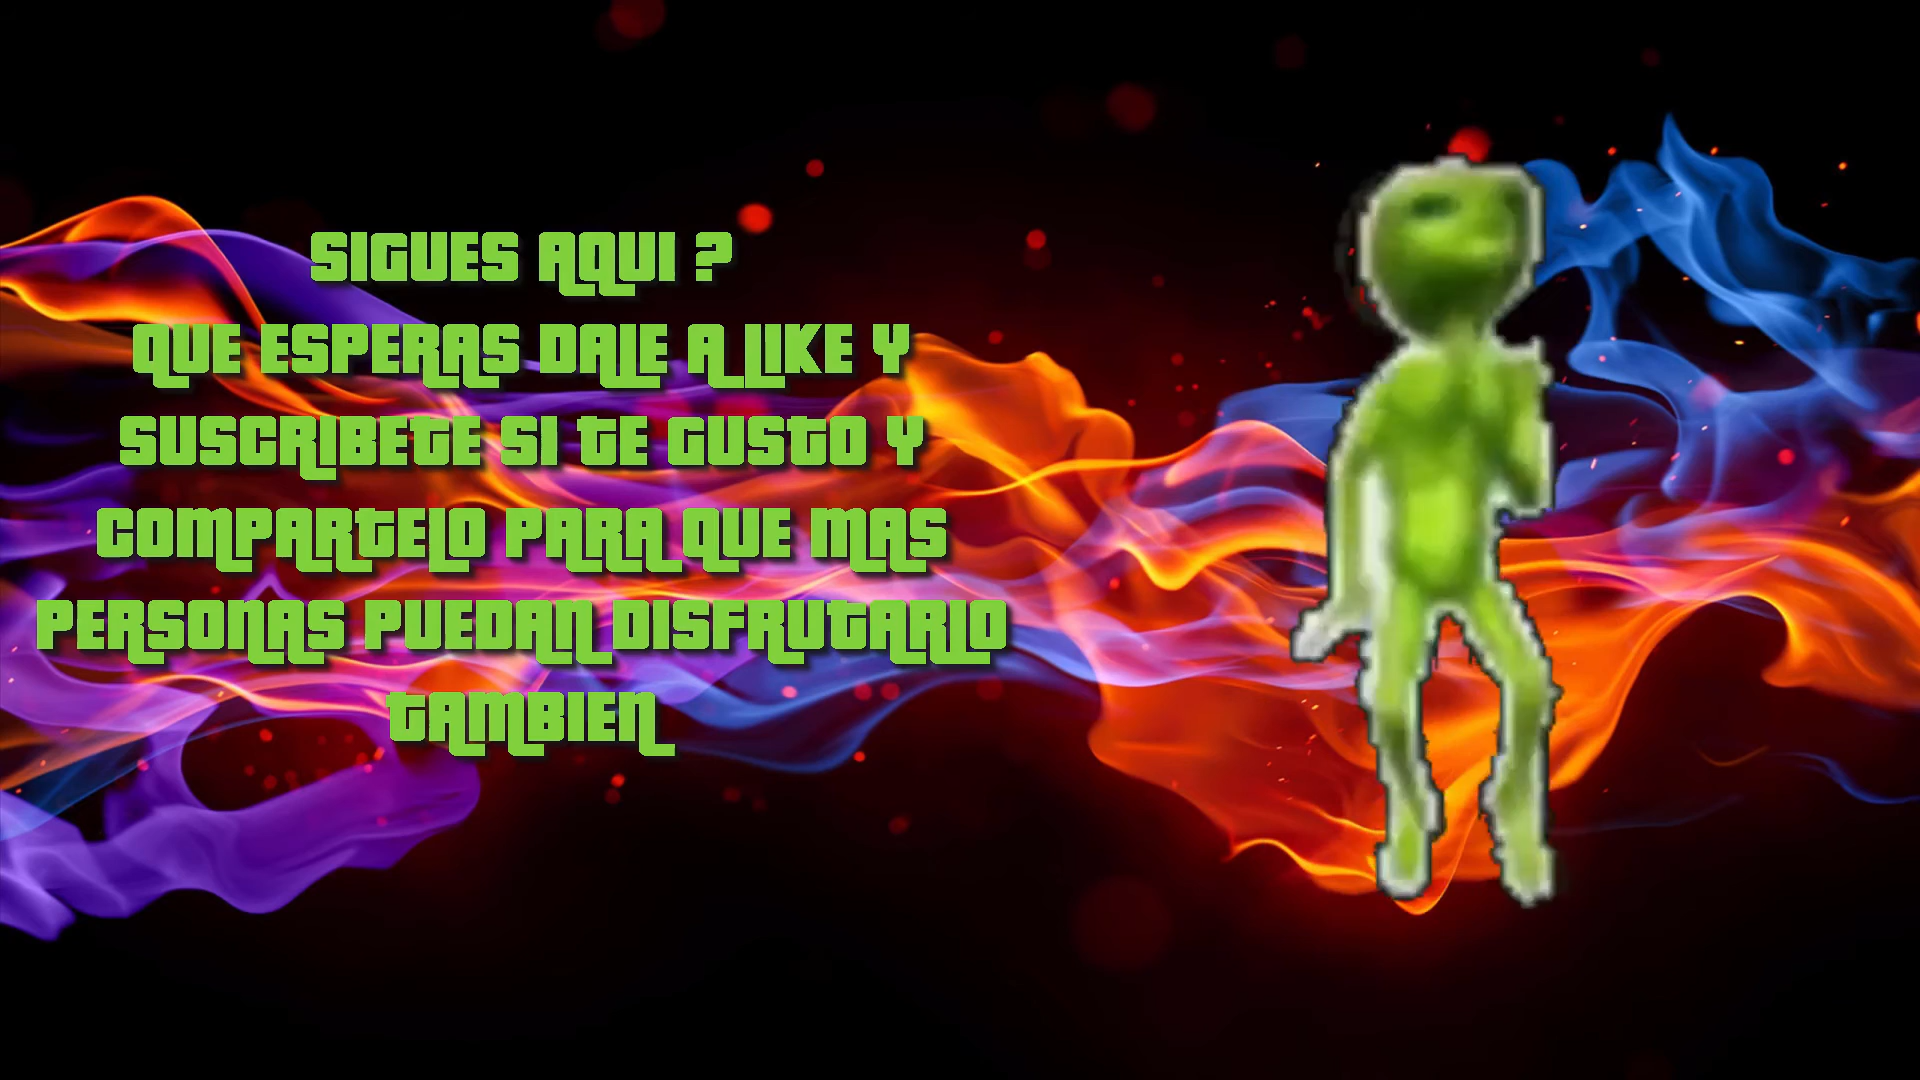 SIGUES AQUI ?
QUE ESPERAS DALE A LIKE Y
SUSCRIBETE SI TE GUSTO Y
COMPARTELO PARA QUE MAS
PERSONAS PUEDAN DISFRUTARLO
TAMBIEN